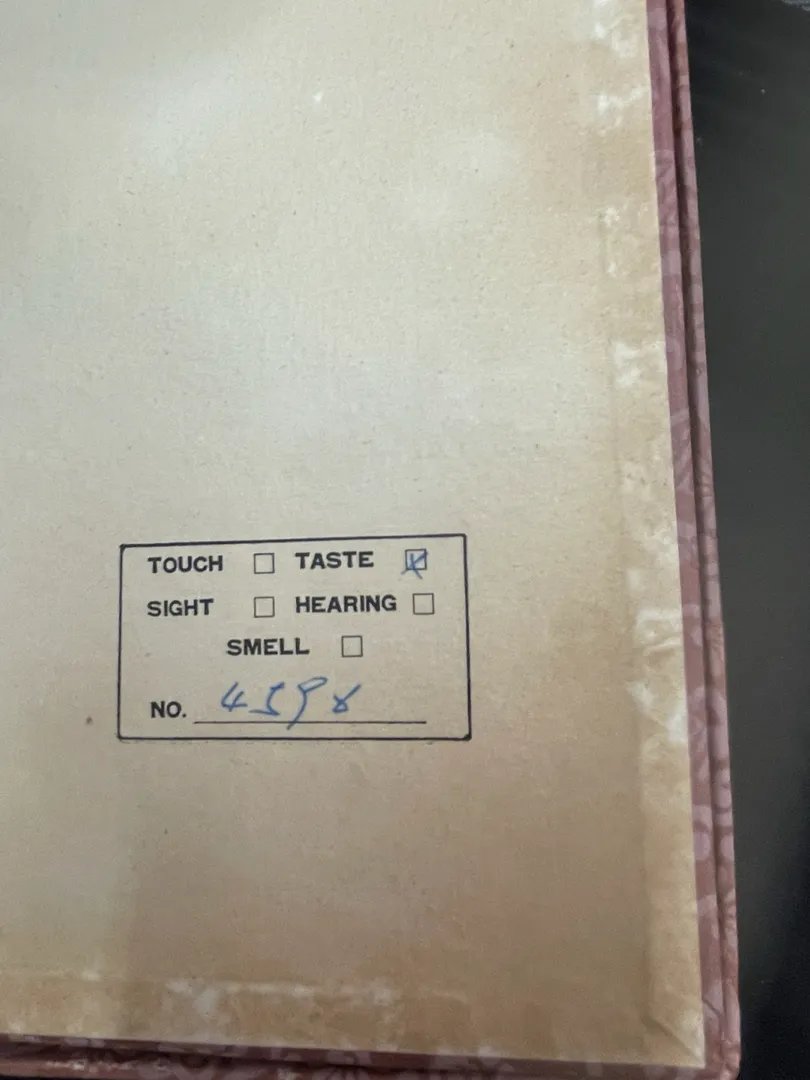 TOUCH ☐ TASTE ☒
SIGHT ☐ HEARING ☐
SMELL ☐
NO. 4598